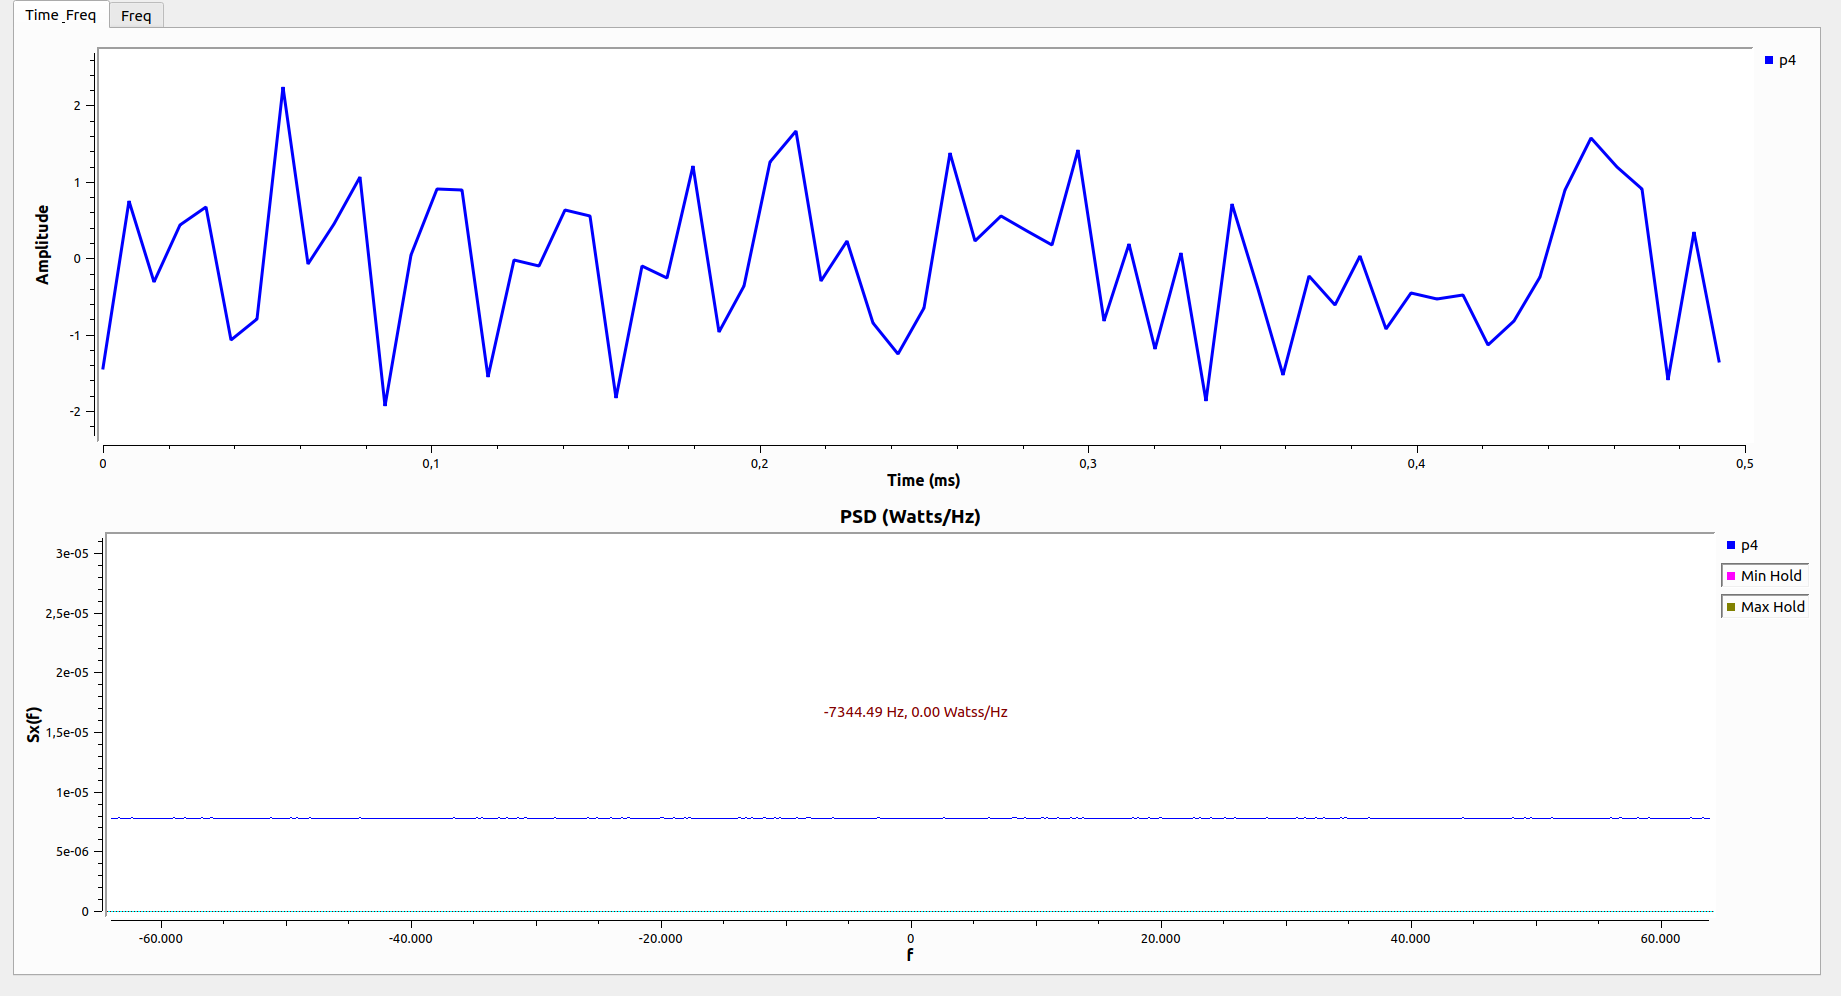 Time_Freq
Freq
p4
Amplitude
2
1
0
-1
-2
0
0,1
0,2
0,3
0,4
0,5
Time (ms)
PSD (Watts/Hz)
p4
Min Hold
Max Hold
Sx(f)
3e-05
2,5e-05
2e-05
1,5e-05
1e-05
5e-06
0
-7344.49 Hz, 0.00 Watss/Hz
-60.000
-40.000
-20.000
0
20.000
40.000
60.000
f